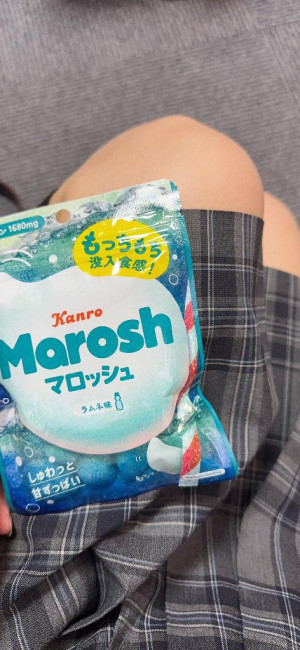 ン 1680mg
もっちもち
没入食感!
Kanro
Marosh
マロッシュ
ラムネ味
しゅわっと
甘ずっぱい